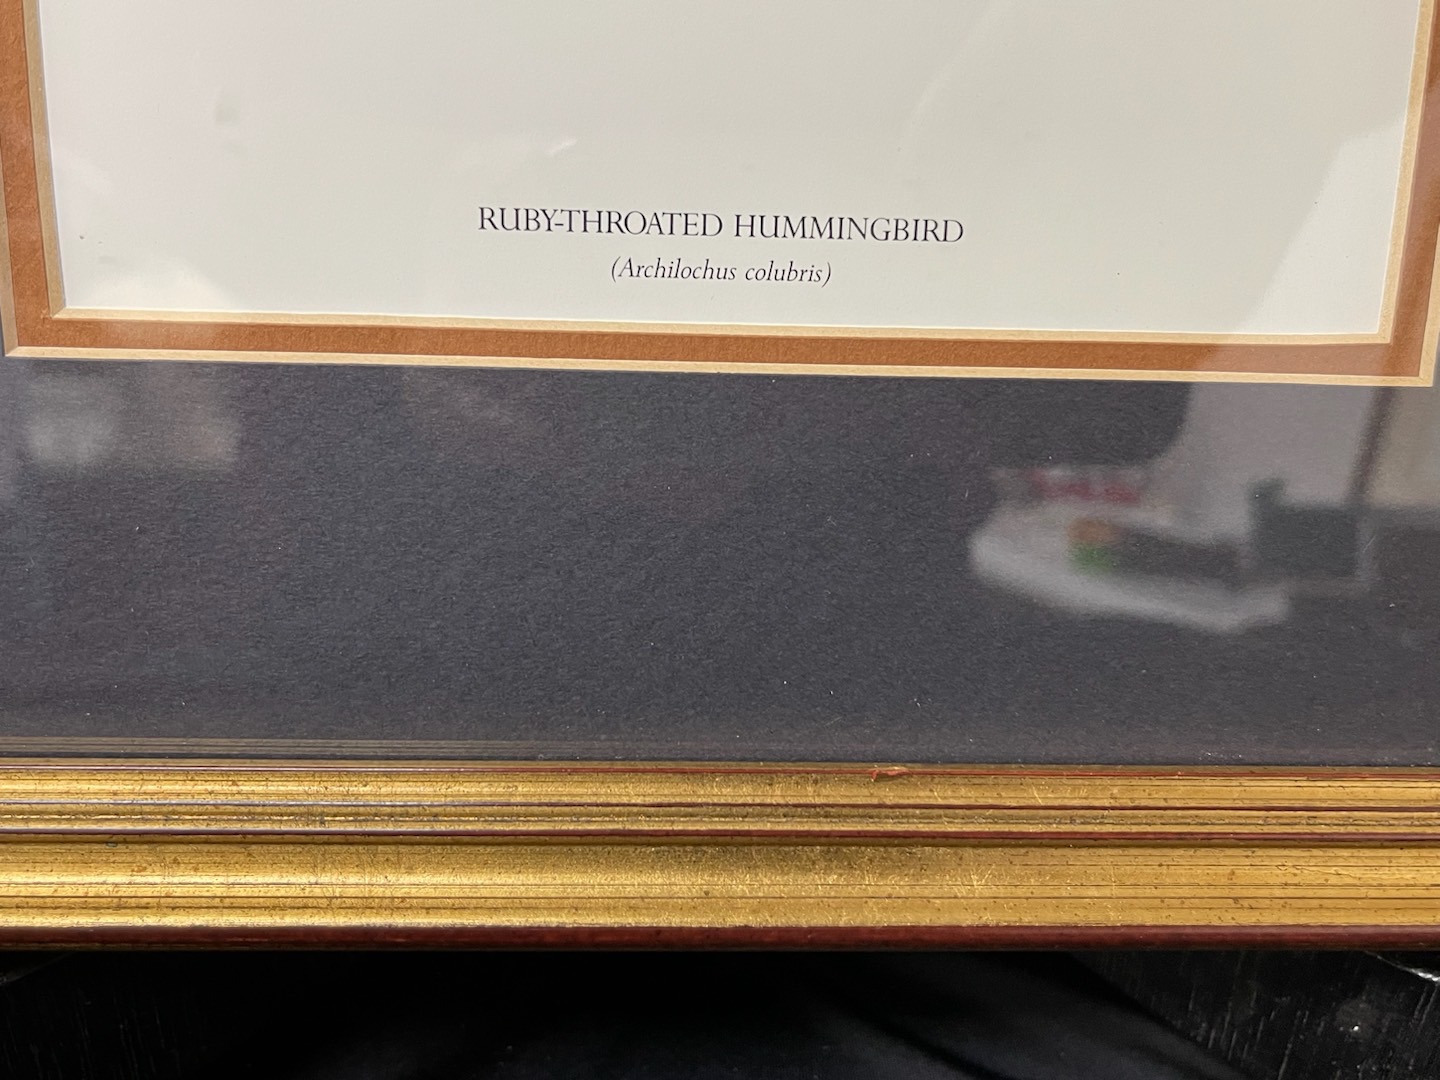 RUBY-THROATED HUMMINGBIRD
(Archilochus colubris)